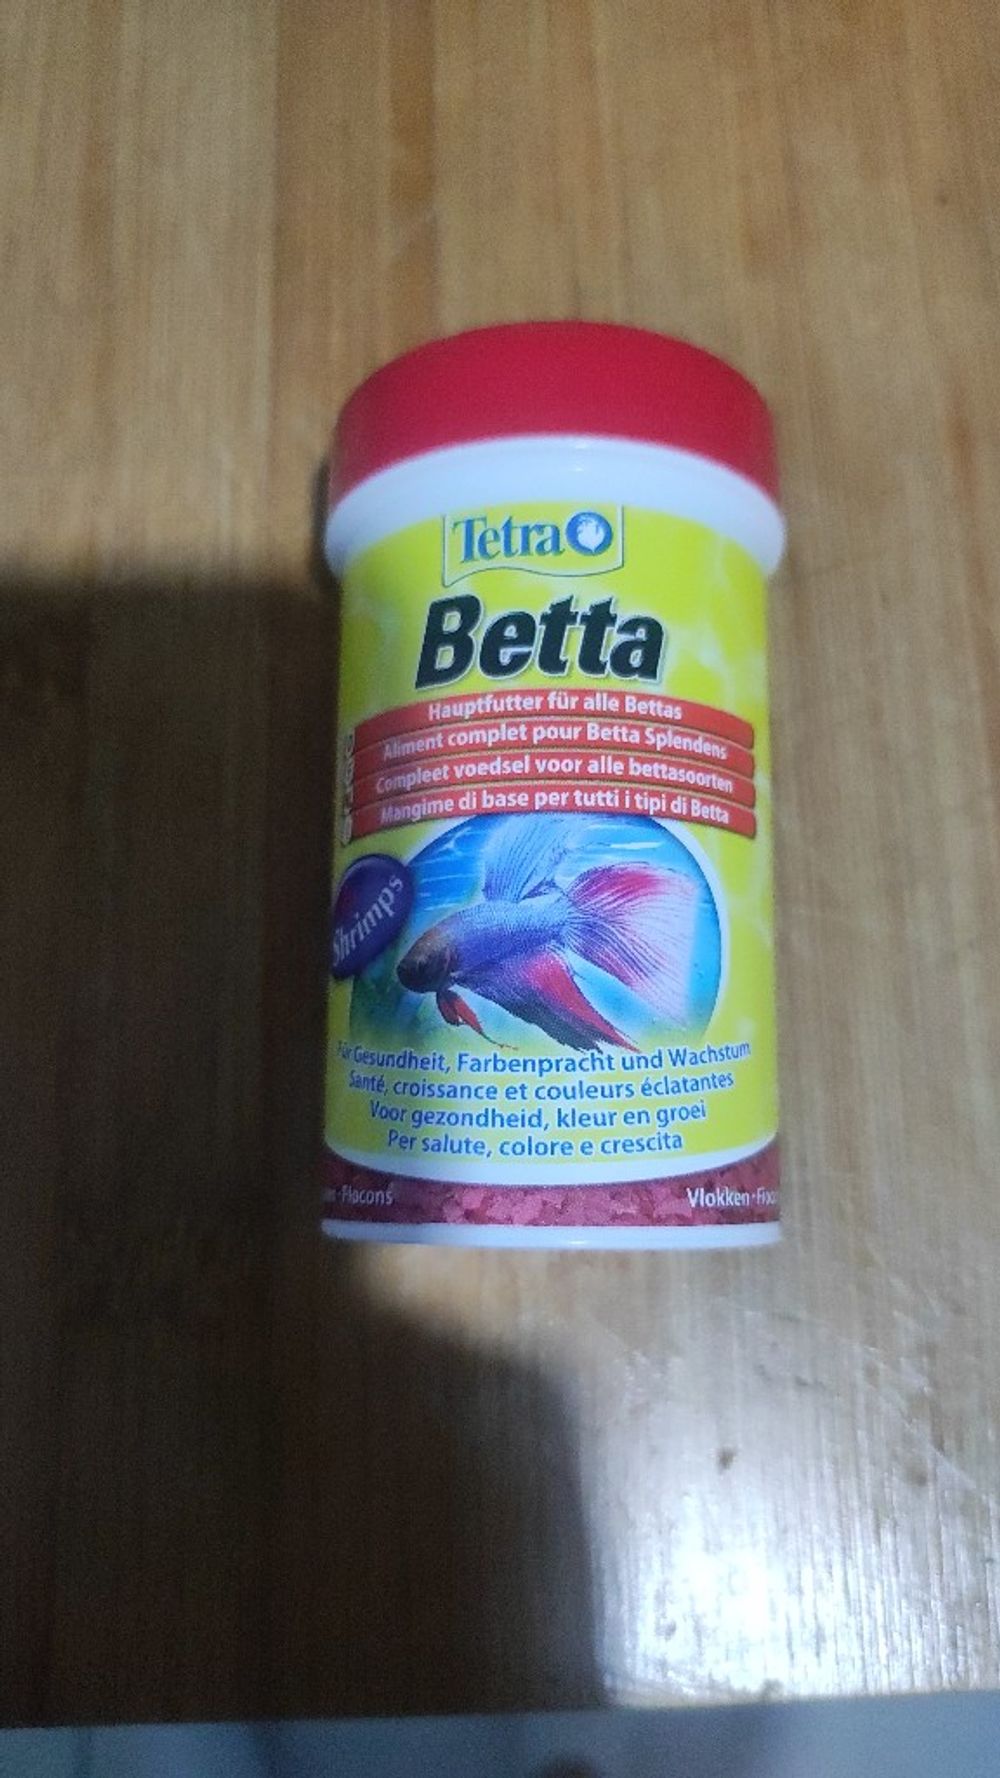 Tetra
Betta
Hauptfutter für alle Bettas
Aliment complet pour Betta Splendens
Compleet voedsel voor alle bettasoorten
Mangime di base per tutti i tipi di Betta
Shrimps
Für Gesundheit, Farbenpracht und Wachstum
Santé, croissance et couleurs éclatantes
Voor gezondheid, kleur en groei
Per salute, colore e crescita
Flocons
Vlokken